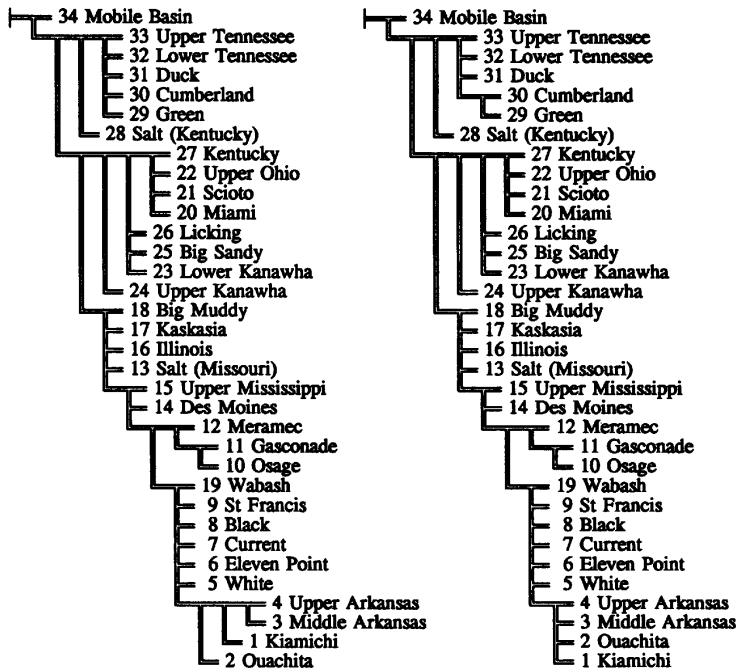 34 Mobile Basin
33 Upper Tennessee
32 Lower Tennessee
31 Duck
30 Cumberland
29 Green
28 Salt (Kentucky)
27 Kentucky
22 Upper Ohio
21 Scioto
20 Miami
26 Licking
25 Big Sandy
23 Lower Kanawha
24 Upper Kanawha
18 Big Muddy
17 Kaskasia
16 Illinois
13 Salt (Missouri)
15 Upper Mississippi
14 Des Moines
12 Meramec
11 Gasconade
10 Osage
19 Wabash
9 St Francis
8 Black
7 Current
6 Eleven Point
5 White
4 Upper Arkansas
3 Middle Arkansas
1 Kiamichi
2 Ouachita
34 Mobile Basin
33 Upper Tennessee
32 Lower Tennessee
31 Duck
30 Cumberland
29 Green
28 Salt (Kentucky)
27 Kentucky
22 Upper Ohio
21 Scioto
20 Miami
26 Licking
25 Big Sandy
23 Lower Kanawha
24 Upper Kanawha
18 Big Muddy
17 Kaskasia
16 Illinois
13 Salt (Missouri)
15 Upper Mississippi
14 Des Moines
12 Meramec
11 Gasconade
10 Osage
19 Wabash
9 St Francis
8 Black
7 Current
6 Eleven Point
5 White
4 Upper Arkansas
3 Middle Arkansas
2 Ouachita
1 Kiamichi